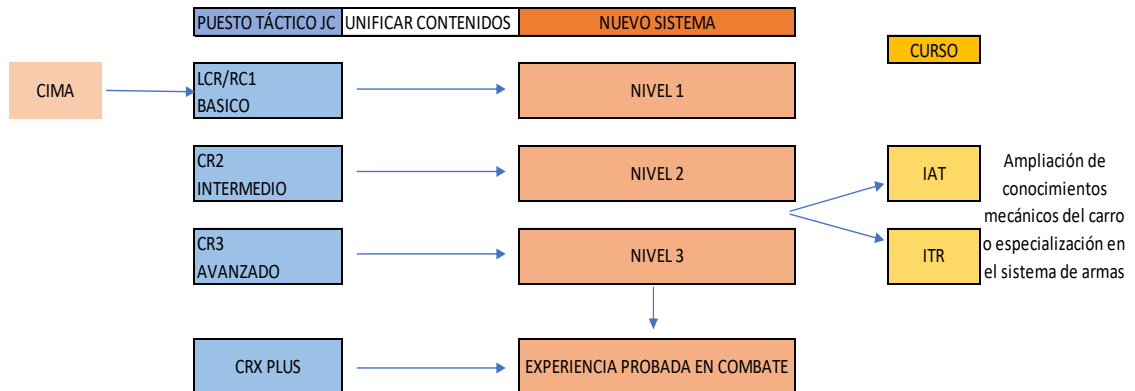 PUESTO TÁCTICO JC UNIFICAR CONTENIDOS NUEVO SISTEMA
CURSO
CIMA
LCR/RC1
BASICO
NIVEL 1
CR2
INTERMEDIO
NIVEL 2
IAT
CR3
AVANZADO
NIVEL 3
ITR
Ampliación de
conocimientos
mecánicos del carro
o especialización en
el sistema de armas
CRX PLUS
EXPERIENCIA PROBADA EN COMBATE